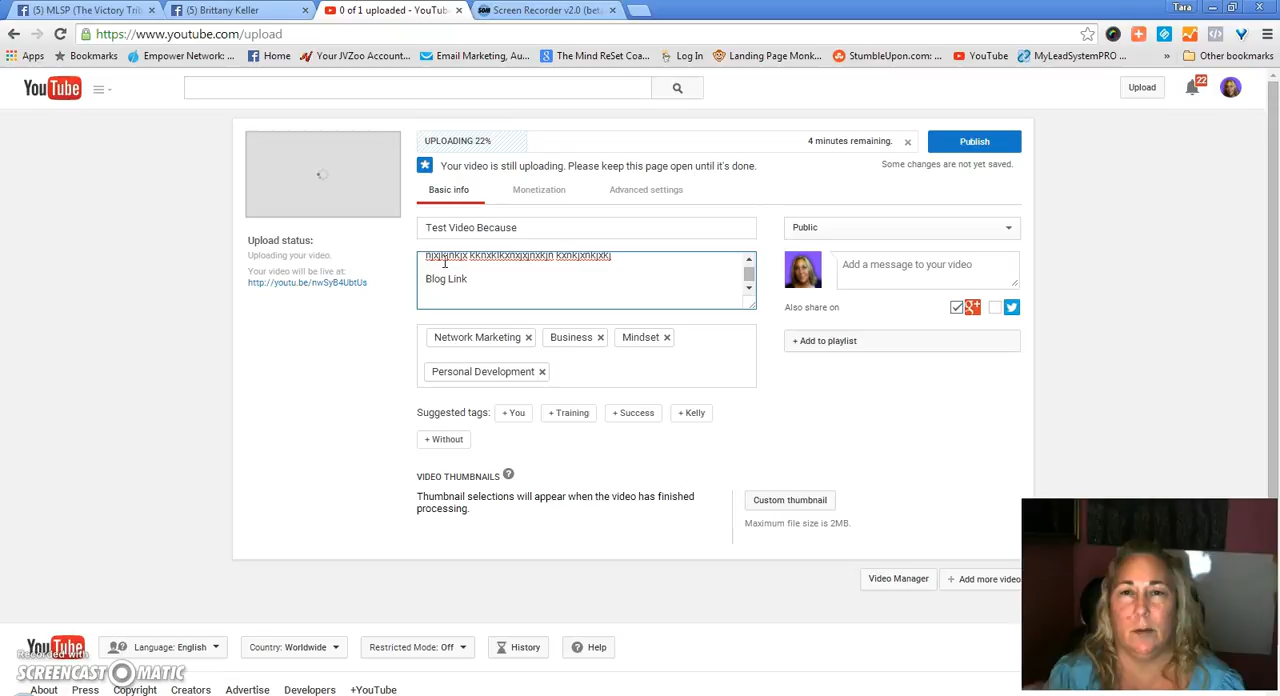 (5) MLSP (The Victory Trib ×
(5) Brittany Keller ×
0 of 1 uploaded - YouTub ×
Screen Recorder v2.0 (bet ×
Tara
https://www.youtube.com/upload
Apps
Bookmarks
Empower Network: ...
Home
Your JVZoo Account...
Email Marketing, Au...
The Mind ReSet Coa...
Log In
Landing Page Monk...
StumbleUpon.com: ...
YouTube
MyLeadSystemPRO ...
»
Other bookmarks
YouTube
Upload
22
UPLOADING 22%
4 minutes remaining.
Publish
Your video is still uploading. Please keep this page open until it's done.
Some changes are not yet saved.
Basic info
Monetization
Advanced settings
Upload status:
Uploading your video.
Your video will be live at:
http://youtu.be/nwSyB4UbtUs
Test Video Because
Blog Link
Public
Add a message to your video
Also share on
+ Add to playlist
Network Marketing ×
Business ×
Mindset ×
Personal Development ×
Suggested tags:
+ You
+ Training
+ Success
+ Kelly
+ Without
VIDEO THUMBNAILS ?
Thumbnail selections will appear when the video has finished
processing.
Custom thumbnail
Maximum file size is 2MB.
Video Manager
+ Add more video
YouTube
Language: English
Country: Worldwide
Restricted Mode: Off
History
Help
Recorded with
SCREENCAST-O-MATIC
About
Press
Copyright
Creators
Advertise
Developers
+YouTube